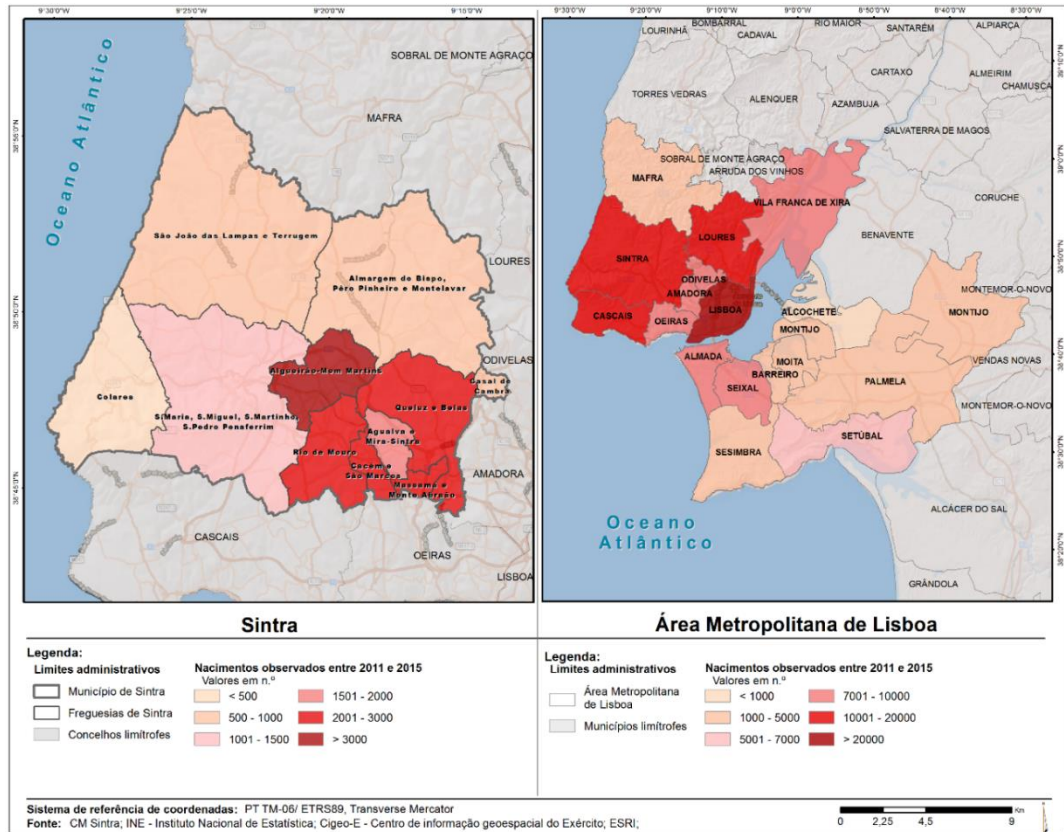 9°30'0"W 9°25'0"W 9°20'0"W 9°15'0"W
Oceano Atlântico
SOBRAL DE MONTE AGRAÇO
MAFRA
São João das Lampas e Terrugem
LOURES
Almargem do Bispo,
Pêro Pinheiro e Montelavar
ODIVELAS
Algueirão-Mem Martins
Casal de
Cambra
Colares
Queluz e Belas
S.Maria, S.Miguel, S.Martinho,
S.Pedro Penaferrim
Agualva e
Mira-Sintra
Rio de Mouro
Cacém e
São Marcos
AMADORA
Massamá e
Monte Abraão
CASCAIS
OEIRAS
LISBOA
9°30'0"W 9°20'0"W 9°10'0"W 9°0'0"W 8°50'0"W 8°40'0"W 8°30'0"W
LOURINHÃ
BOMBARRAL
CADAVAL
RIO MAIOR
SANTARÉM
ALPIARÇA
CARTAXO
ALMEIRIM
CHAMUSCA
TORRES VEDRAS
ALENQUER
AZAMBUJA
SALVATERRA DE MAGOS
SOBRAL DE MONTE AGRAÇO
ARRUDA DOS VINHOS
MAFRA
CORUCHE
VILA FRANCA DE XIRA
LOURES
BENAVENTE
SINTRA
ODIVELAS
MONTEMOR-O-NOVO
AMADORA
LISBOA
ALCOCHETE
MONTIJO
CASCAIS
OEIRAS
MONTIJO
ALMADA
MOITA
VENDAS NOVAS
BARREIRO
SEIXAL
PALMELA
MONTEMOR-O-NOVO
SETÚBAL
SESIMBRA
ALCÁCER DO SAL
Oceano
Atlântico
GRÂNDOLA
Sintra
Legenda:
Limites administrativos
Município de Sintra
Freguesias de Sintra
Concelhos limítrofes
Nacimentos observados entre 2011 e 2015
Valores em n.º
< 500
500 - 1000
1001 - 1500
1501 - 2000
2001 - 3000
> 3000
Área Metropolitana de Lisboa
Legenda:
Limites administrativos
Área Metropolitana
de Lisboa
Municípios limítrofes
Nacimentos observados entre 2011 e 2015
Valores em n.º
< 1000
1000 - 5000
5001 - 7000
7001 - 10000
10001 - 20000
> 20000
Sistema de referência de coordenadas: PT TM-06/ ETRS89, Transverse Mercator
Fonte: CM Sintra; INE - Instituto Nacional de Estatística; Cigeo-E - Centro de informação geoespacial do Exército; ESRI;
Km
0 2,25 4,5 9